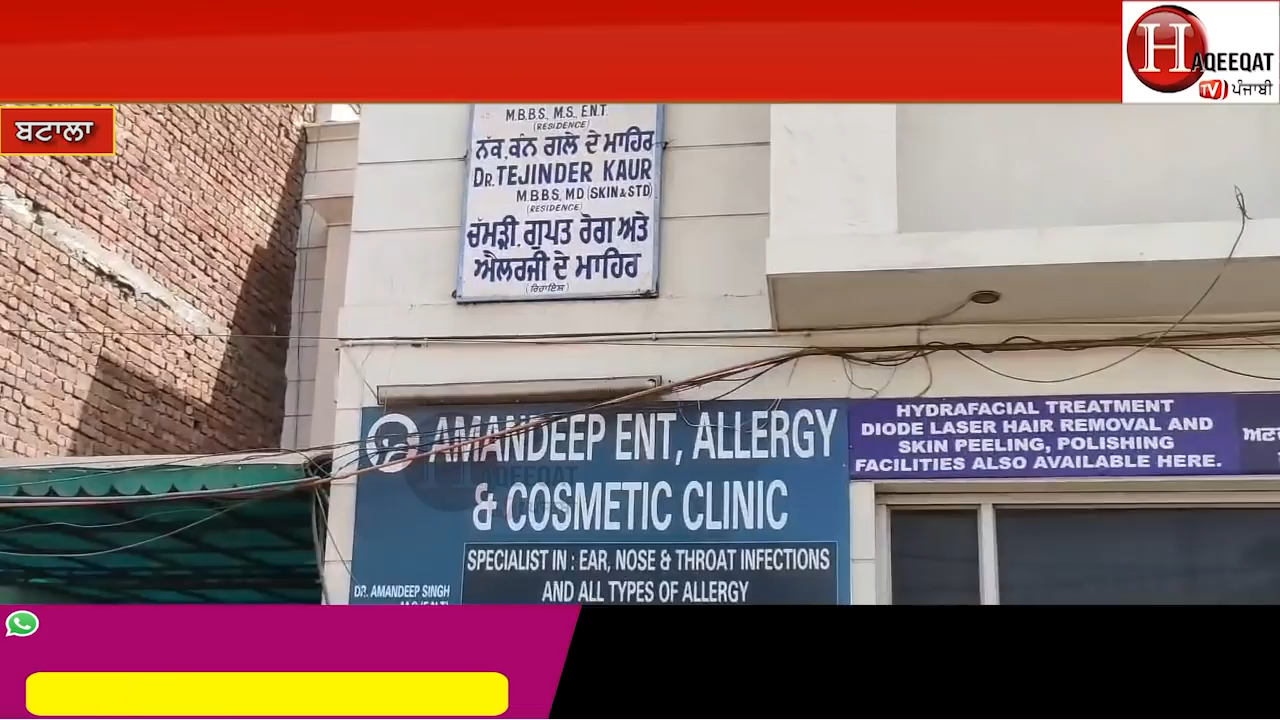 HAQEEQAT
TV ਪੰਜਾਬੀ
ਬਟਾਲਾ
M.B.B.S., M.S., E.N.T.
(RESIDENCE)
ਨੱਕ,ਕੰਨ ਗਲੇ ਦੇ ਮਾਹਿਰ
DR. TEJINDER KAUR
M.B.B.S, MD (SKIN & STD)
(RESIDENCE)
ਚੱਮੜੀ, ਗੁਪਤ ਰੋਗ ਅਤੇ
ਐਲਰਜੀ ਦੇ ਮਾਹਿਰ
(ਰਿਹਾਇਸ਼)
AMANDEEP ENT, ALLERGY
& COSMETIC CLINIC
SPECIALIST IN : EAR, NOSE & THROAT INFECTIONS
AND ALL TYPES OF ALLERGY
DR. AMANDEEP SINGH
HYDRAFACIAL TREATMENT
DIODE LASER HAIR REMOVAL AND
SKIN PEELING, POLISHING
FACILITIES ALSO AVAILABLE HERE.